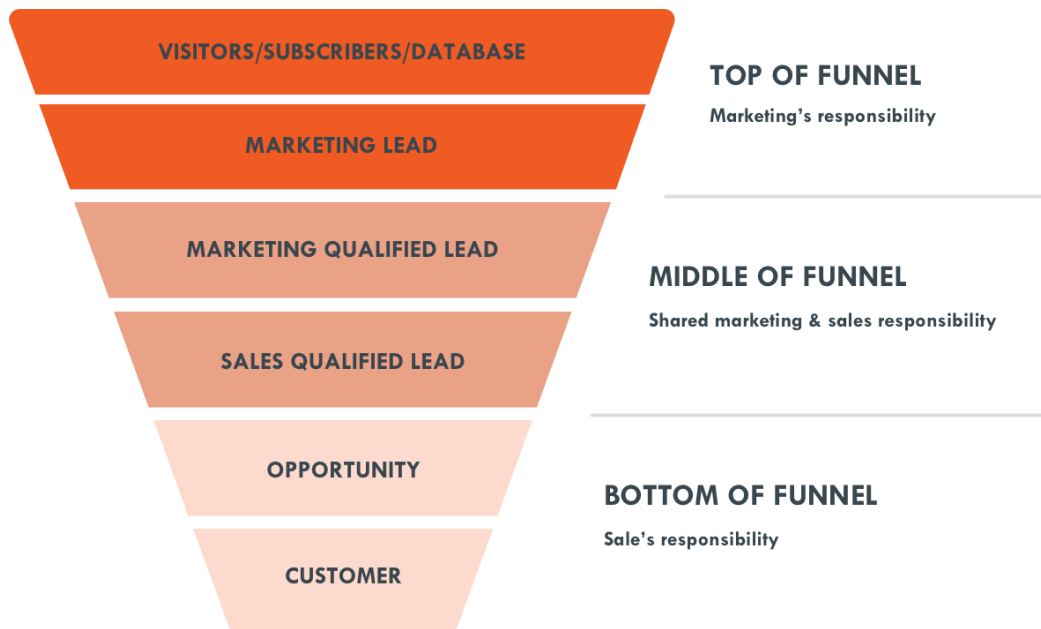 VISITORS/SUBSCRIBERS/DATABASE
MARKETING LEAD
TOP OF FUNNEL
Marketing's responsibility
MARKETING QUALIFIED LEAD
SALES QUALIFIED LEAD
MIDDLE OF FUNNEL
Shared marketing & sales responsibility
OPPORTUNITY
CUSTOMER
BOTTOM OF FUNNEL
Sale's responsibility